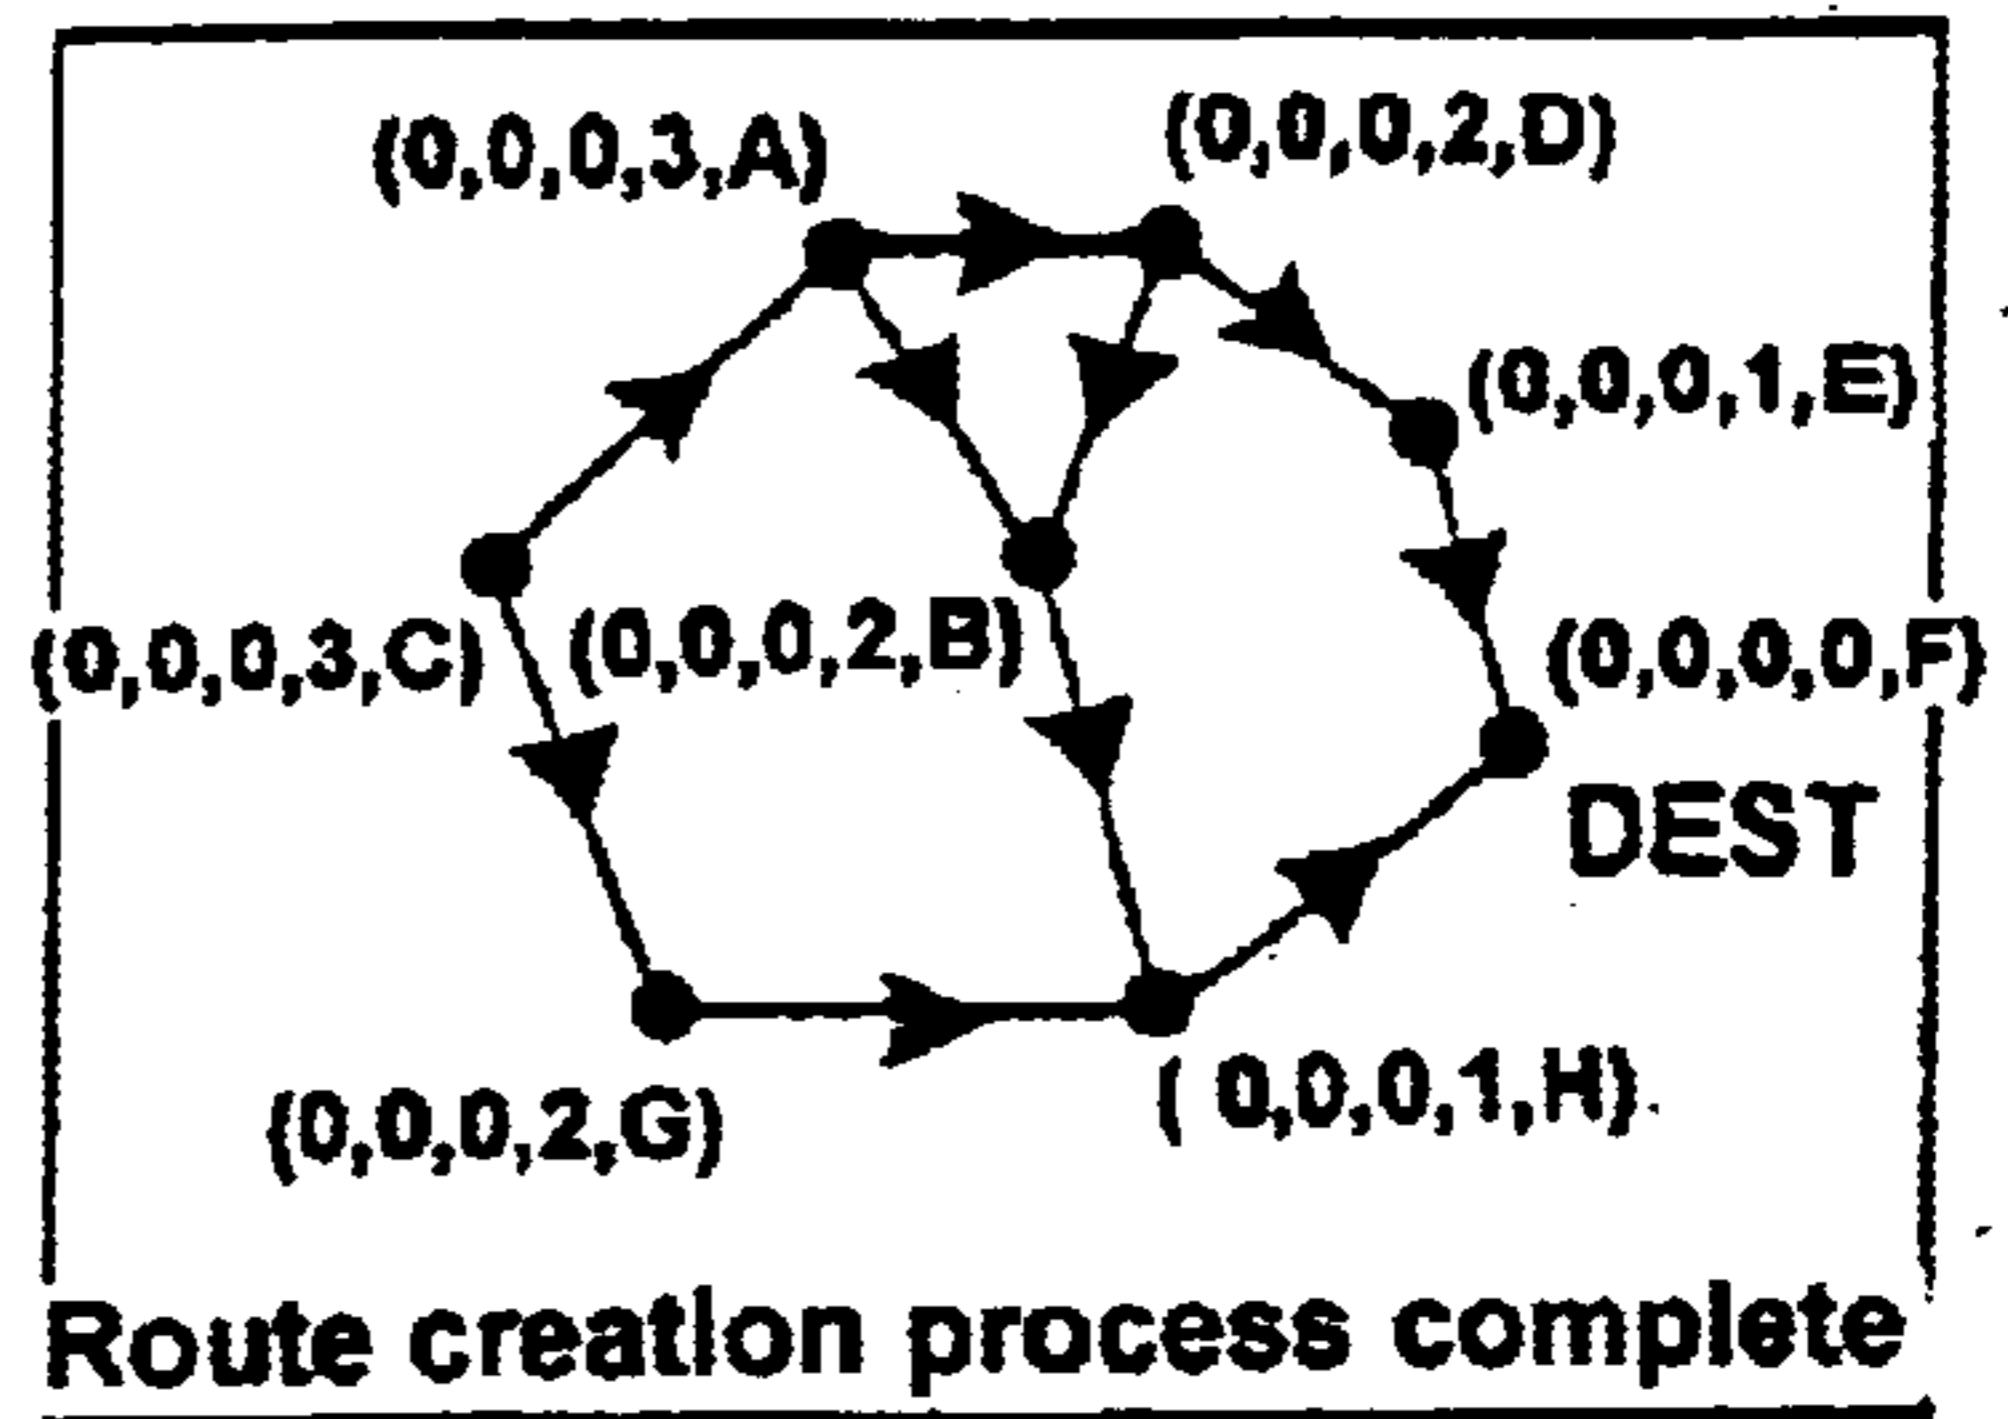 (0,0,0,3,A)
(0,0,0,2,D)
(0,0,0,1,E)
(0,0,0,3,C)
(0,0,0,2,B)
(0,0,0,0,F)
DEST
(0,0,0,2,G)
( 0,0,0,1,H)
Route creation process complete